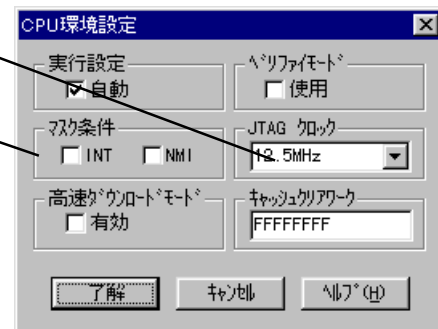 CPU環境設定
実行設定
自動
ﾍﾞﾘﾌｧｲﾓｰﾄﾞ
使用
ﾏｽｸ条件
INT NMI
JTAG ｸﾛｯｸ
12.5MHz
高速ﾀﾞｳﾝﾛｰﾄﾞﾓｰﾄﾞ
有効
ｷｬｯｼｭｸﾘｱﾜｰｸ
FFFFFFFF
了解
ｷｬﾝｾﾙ
ﾍﾙﾌﾟ(H)